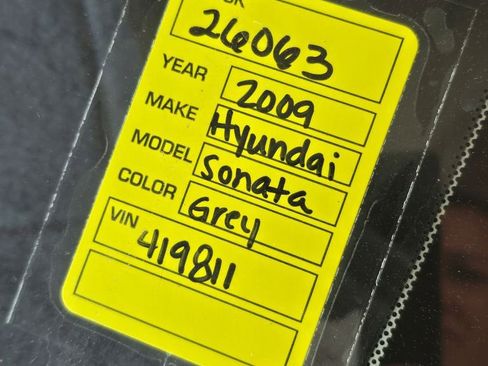 26063
YEAR 2009
MAKE Hyundai
MODEL Sonata
COLOR Grey
VIN 419811